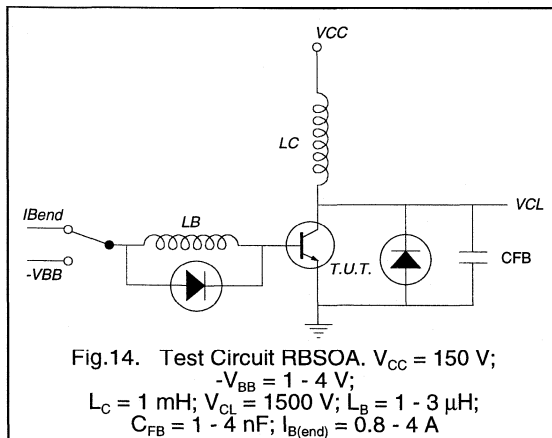 VCC
LC
IBend
LB
VCL
-VBB
T.U.T.
CFB
Fig.14. Test Circuit RBSOA. VCC = 150 V;
-VBB = 1 - 4 V;
LC = 1 mH; VCL = 1500 V; LB = 1 - 3 μH;
CFB = 1 - 4 nF; IB(end) = 0.8 - 4 A